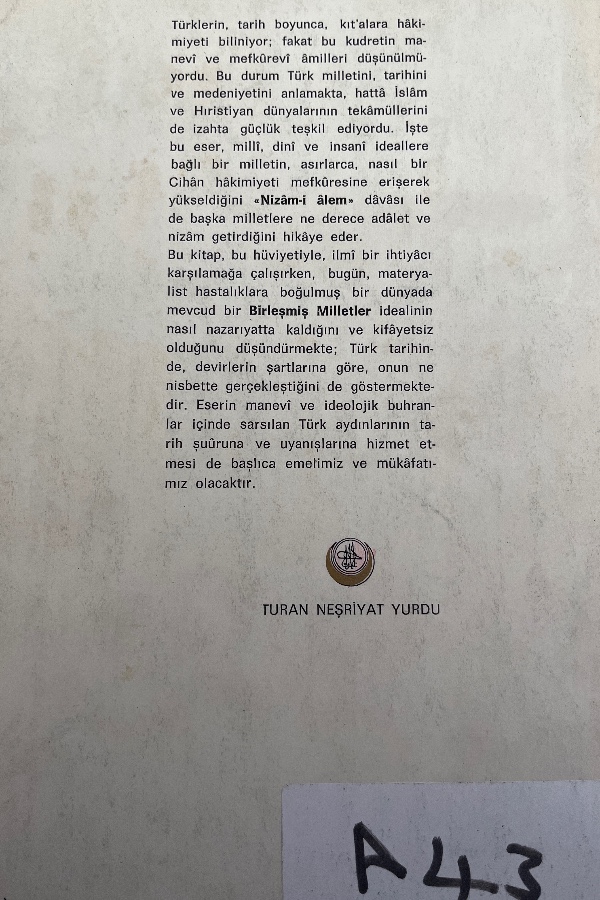 Türklerin, tarih boyunca, kıt'alara hâki-
miyeti biliniyor; fakat bu kudretin ma-
nevî ve mefkûrevî âmilleri düşünülmü-
yordu. Bu durum Türk milletini, tarihini
ve medeniyetini anlamakta, hattâ İslâm
ve Hıristiyan dünyalarının tekâmüllerini
de izahta güçlük teşkil ediyordu. İşte
bu eser, millî, dinî ve insanî ideallere
bağlı bir milletin, asırlarca, nasıl bir
Cihân hâkimiyeti mefkûresine erişerek
yükseldiğini «Nizâm-i âlem» dâvâsı ile
de başka milletlere ne derece adâlet ve
nizâm getirdiğini hikâye eder.
Bu kitap, bu hüviyetiyle, ilmî bir ihtiyâcı
karşılamağa çalışırken, bugün, materya-
list hastalıklara boğulmuş bir dünyada
mevcud bir Birleşmiş Milletler idealinin
nasıl nazarıyatta kaldığını ve kifâyetsiz
olduğunu düşündürmekte; Türk tarihin-
de, devirlerin şartlarına göre, onun ne
nisbette gerçekleştiğini de göstermekte-
dir. Eserin manevî ve ideolojik buhran-
lar içinde sarsılan Türk aydınlarının ta-
rih şuûruna ve uyanışlarına hizmet et-
mesi de başlıca emelimiz ve mükâfatı-
mız olacaktır.
TURAN NEŞRİYAT YURDU
A43